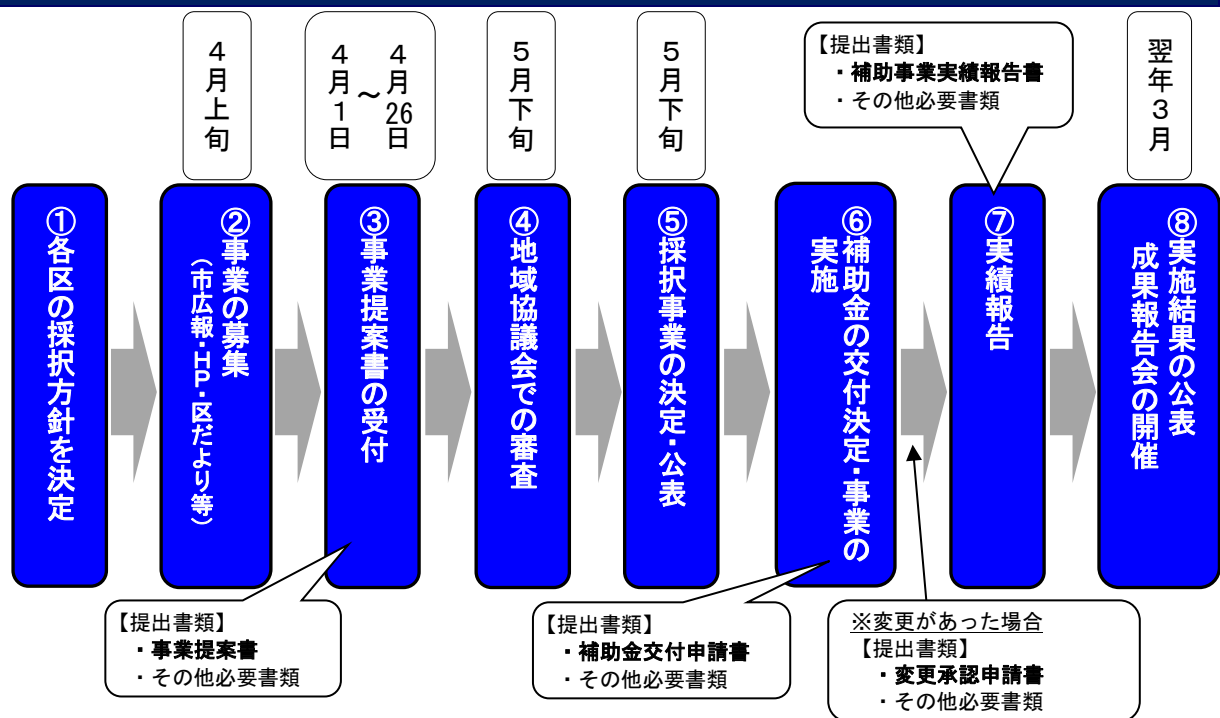 4月上旬
4月1日
～
4月26日
5月下旬
5月下旬
【提出書類】
・補助事業実績報告書
・その他必要書類
翌年3月
①各区の採択方針を決定
②事業の募集
（市広報・HP・区だより等）
③事業提案書の受付
④地域協議会での審査
⑤採択事業の決定・公表
⑥補助金の交付決定・事業の
実施
⑦実績報告
⑧実施結果の公表
成果報告会の開催
【提出書類】
・事業提案書
・その他必要書類
【提出書類】
・補助金交付申請書
・その他必要書類
※変更があった場合
【提出書類】
・変更承認申請書
・その他必要書類